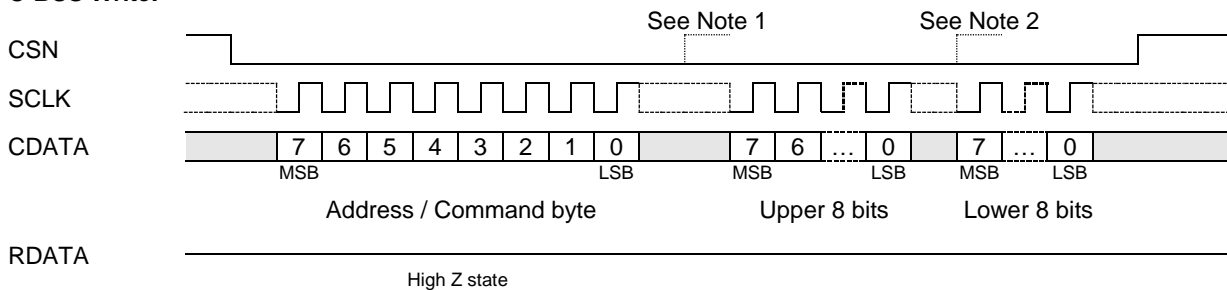 See Note 1 See Note 2
CSN
SCLK
CDATA 7 6 5 4 3 2 1 0 7 6 … 0 7 … 0
MSB LSB MSB LSB MSB LSB
Address / Command byte Upper 8 bits Lower 8 bits
RDATA
High Z state